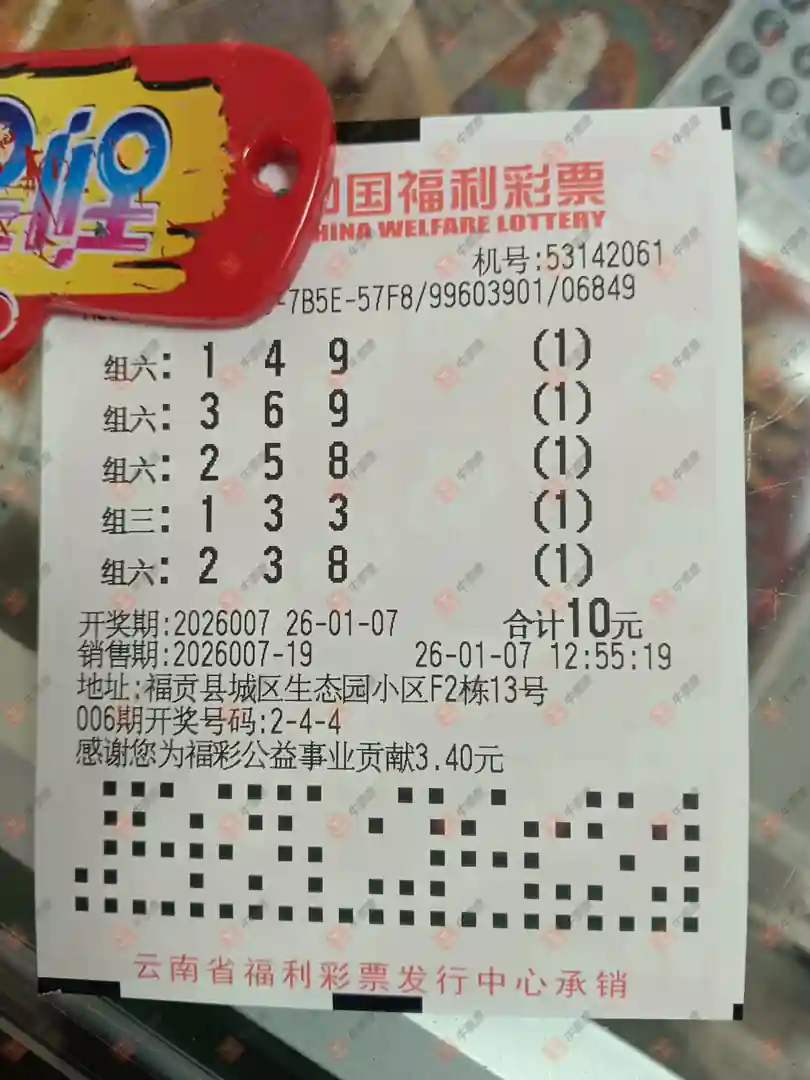 中国福利彩票
CHINA WELFARE LOTTERY
机号:53142061
-7B5E-57F8/99603901/06849
组六: 1 4 9 (1)
组六: 3 6 9 (1)
组六: 2 5 8 (1)
组三: 1 3 3 (1)
组六: 2 3 8 (1)
开奖期:2026007 26-01-07 合计10元
销售期:2026007-19 26-01-07 12:55:19
地址:福贡县城区生态园小区F2栋13号
006期开奖号码:2-4-4
感谢您为福彩公益事业贡献3.40元
云南省福利彩票发行中心承销